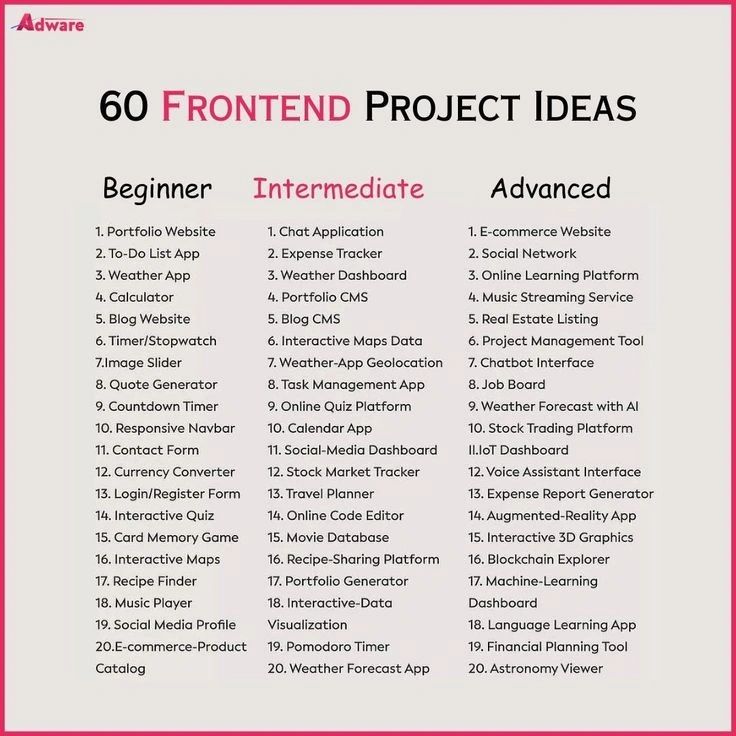 Adware
60 FRONTEND PROJECT IDEAS
Beginner
1. Portfolio Website
2. To-Do List App
3. Weather App
4. Calculator
5. Blog Website
6. Timer/Stopwatch
7.Image Slider
8. Quote Generator
9. Countdown Timer
10. Responsive Navbar
11. Contact Form
12. Currency Converter
13. Login/Register Form
14. Interactive Quiz
15. Card Memory Game
16. Interactive Maps
17. Recipe Finder
18. Music Player
19. Social Media Profile
20.E-commerce-Product
Catalog
Intermediate
1. Chat Application
2. Expense Tracker
3. Weather Dashboard
4. Portfolio CMS
5. Blog CMS
6. Interactive Maps Data
7. Weather-App Geolocation
8. Task Management App
9. Online Quiz Platform
10. Calendar App
11. Social-Media Dashboard
12. Stock Market Tracker
13. Travel Planner
14. Online Code Editor
15. Movie Database
16. Recipe-Sharing Platform
17. Portfolio Generator
18. Interactive-Data
Visualization
19. Pomodoro Timer
20. Weather Forecast App
Advanced
1. E-commerce Website
2. Social Network
3. Online Learning Platform
4. Music Streaming Service
5. Real Estate Listing
6. Project Management Tool
7. Chatbot Interface
8. Job Board
9. Weather Forecast with AI
10. Stock Trading Platform
II.IoT Dashboard
12. Voice Assistant Interface
13. Expense Report Generator
14. Augmented-Reality App
15. Interactive 3D Graphics
16. Blockchain Explorer
17. Machine-Learning
Dashboard
18. Language Learning App
19. Financial Planning Tool
20. Astronomy Viewer